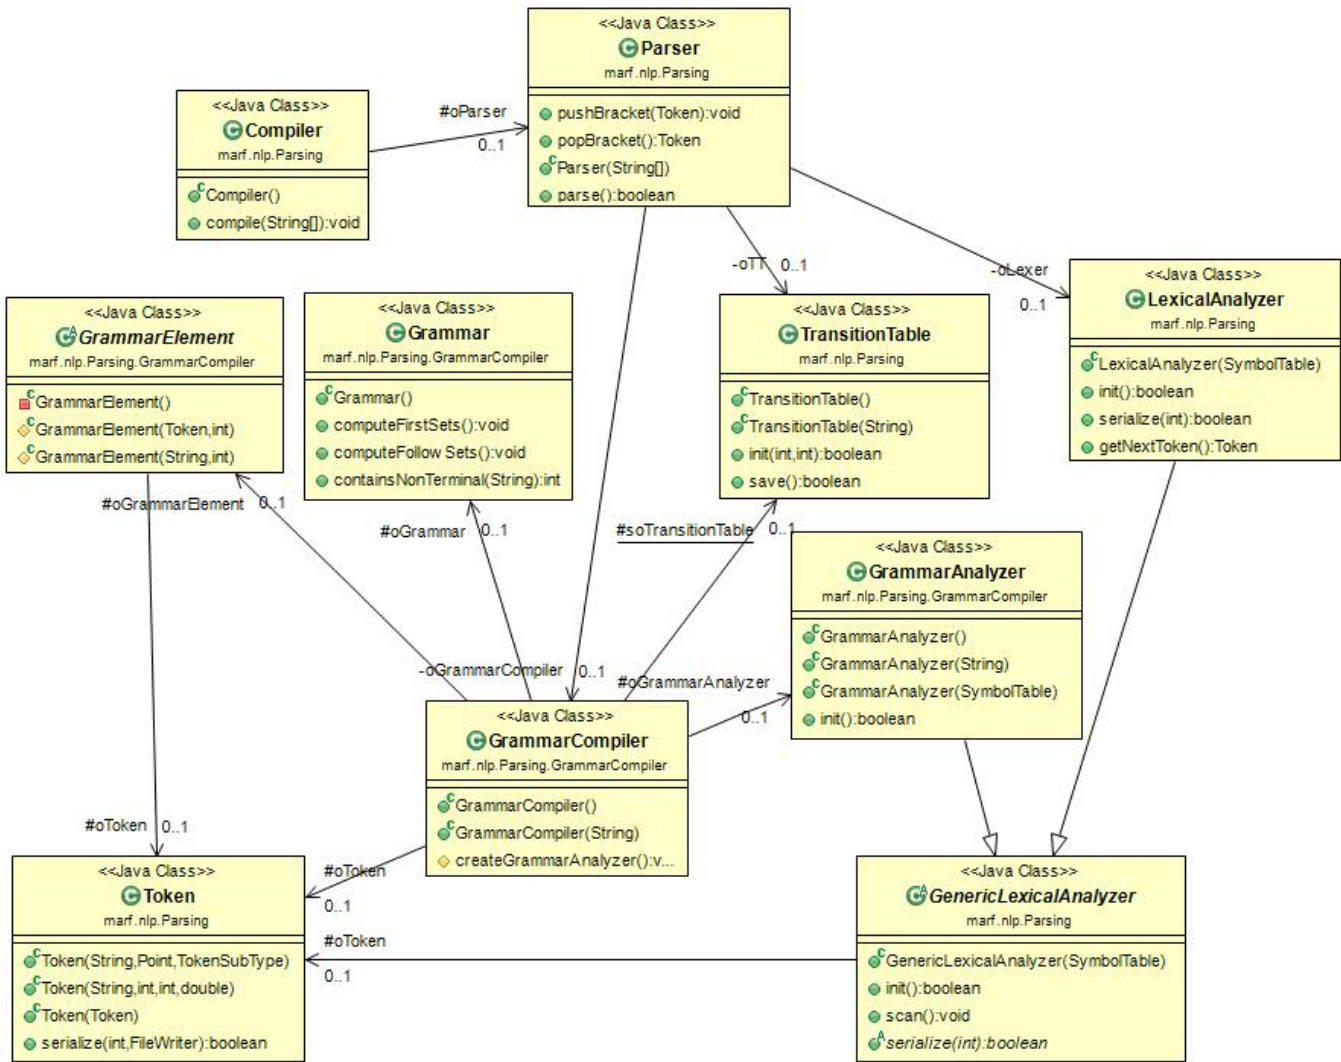 <<Java Class>>
Parser
marf.nlp.Parsing
pushBracket(Token):void
popBracket():Token
Parser(String[])
parse():boolean
<<Java Class>>
Compiler
marf.nlp.Parsing
Compiler()
compile(String[]):void
#oParser
0..1
-oTT 0..1
-oLexer
0..1
<<Java Class>>
GrammarElement
marf.nlp.Parsing.GrammarCompiler
GrammarElement()
GrammarElement(Token,int)
GrammarElement(String,int)
<<Java Class>>
Grammar
marf.nlp.Parsing.GrammarCompiler
Grammar()
computeFirstSets():void
computeFollow Sets():void
containsNonTerminal(String):int
<<Java Class>>
TransitionTable
marf.nlp.Parsing
TransitionTable()
TransitionTable(String)
init(int,int):boolean
save():boolean
<<Java Class>>
LexicalAnalyzer
marf.nlp.Parsing
LexicalAnalyzer(SymbolTable)
init():boolean
serialize(int):boolean
getNextToken():Token
#oGrammarElement 0..1
#oGrammar 0..1
#soTransitionTable 0..1
<<Java Class>>
GrammarAnalyzer
marf.nlp.Parsing.GrammarCompiler
GrammarAnalyzer()
GrammarAnalyzer(String)
GrammarAnalyzer(SymbolTable)
init():boolean
-oGrammarCompiler 0..1
#oGrammarAnalyzer
0..1
<<Java Class>>
GrammarCompiler
marf.nlp.Parsing.GrammarCompiler
GrammarCompiler()
GrammarCompiler(String)
createGrammarAnalyzer():v...
#oToken 0..1
#oToken
0..1
<<Java Class>>
Token
marf.nlp.Parsing
Token(String,Point,TokenSubType)
Token(String,int,int,double)
Token(Token)
serialize(int,FileWriter):boolean
#oToken
0..1
<<Java Class>>
GenericLexicalAnalyzer
marf.nlp.Parsing
GenericLexicalAnalyzer(SymbolTable)
init():boolean
scan():void
serialize(int):boolean